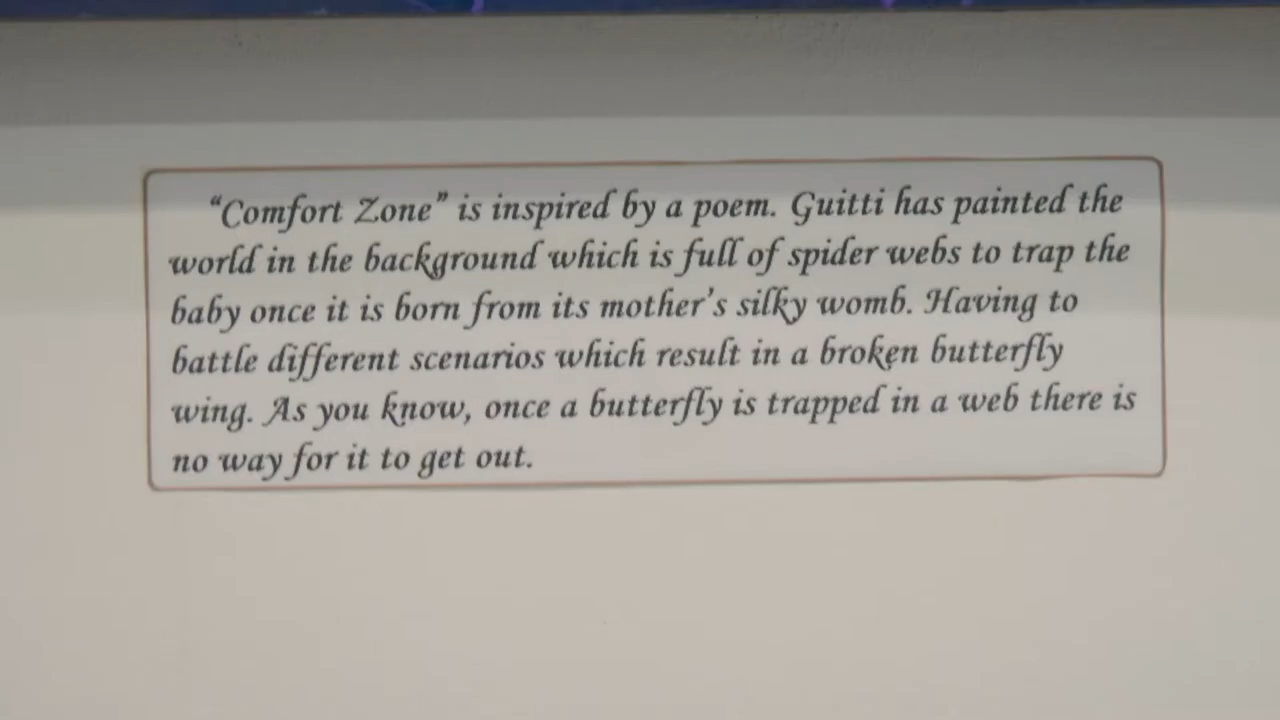 “Comfort Zone” is inspired by a poem. Guitti has painted the
world in the background which is full of spider webs to trap the
baby once it is born from its mother’s silky womb. Having to
battle different scenarios which result in a broken butterfly
wing. As you know, once a butterfly is trapped in a web there is
no way for it to get out.